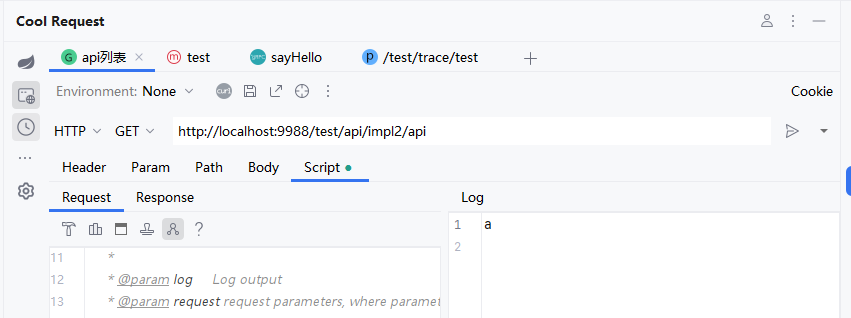 Cool Request
G api列表 m test GRPC sayHello P /test/trace/test
Environment: None curl Cookie
HTTP GET http://localhost:9988/test/api/impl2/api
Header Param Path Body Script
Request Response Log
?
11 *
12 * @param log Log output
13 * @param request request parameters, where paramet
1 a
2